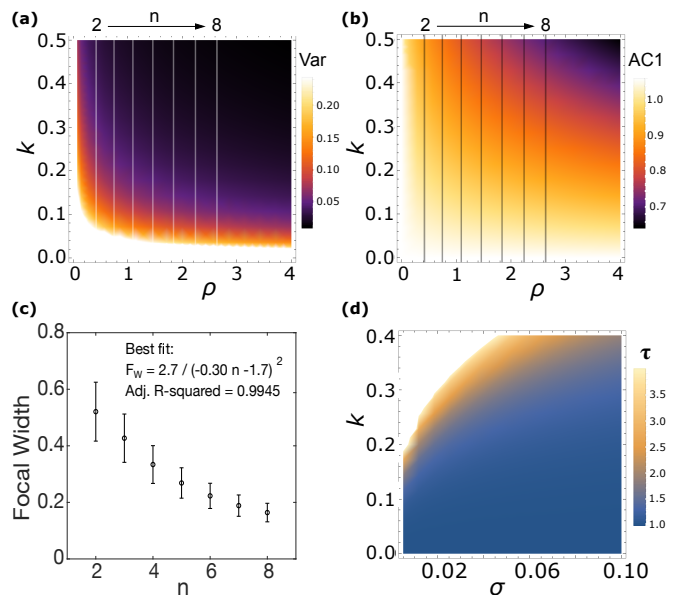 (a)
2 n 8
0.5
0.4
0.3
0.2
0.1
0.0
k
0 1 2 3 4
ρ
Var
0.20
0.15
0.10
0.05
(b)
2 n 8
0.5
0.4
0.3
0.2
0.1
0.0
k
0 1 2 3 4
ρ
AC1
1.0
0.9
0.8
0.7
(c)
0.8
0.6
0.4
0.2
0
Focal Width
Best fit:
F_W = 2.7 / (-0.30 n -1.7) ^2
Adj. R-squared = 0.9945
2 4 6 8
n
(d)
0.4
0.3
0.2
0.1
0.0
k
0.02 0.06 0.10
σ
τ
3.5
3.0
2.5
2.0
1.5
1.0